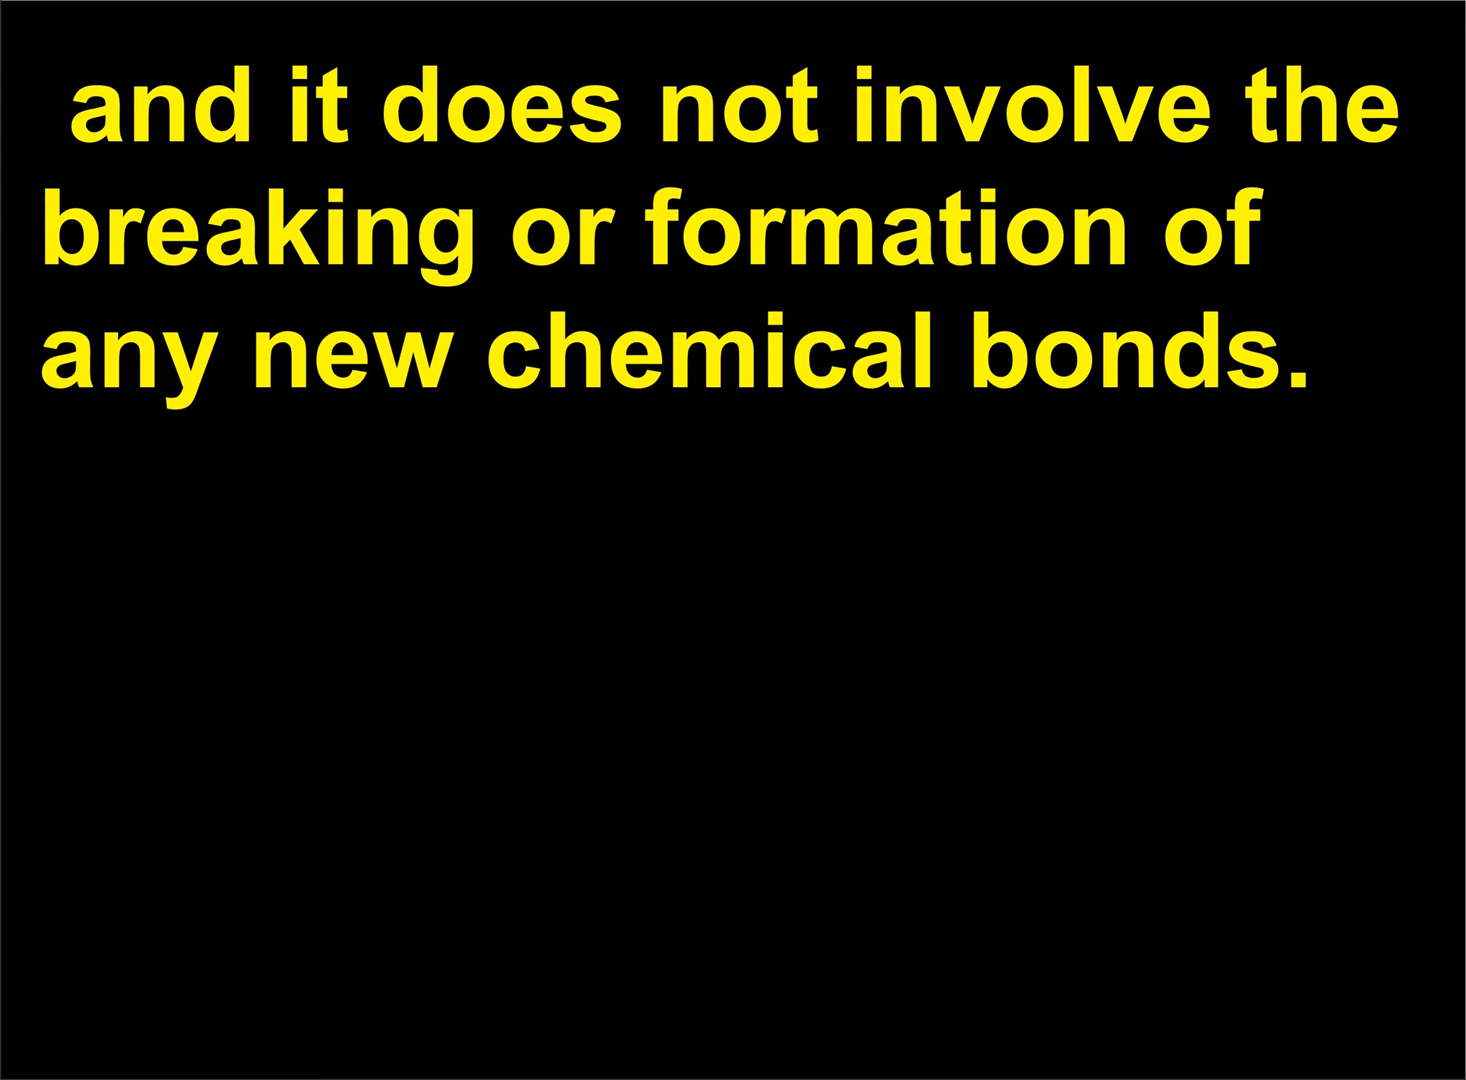 and it does not involve the
breaking or formation of
any new chemical bonds.